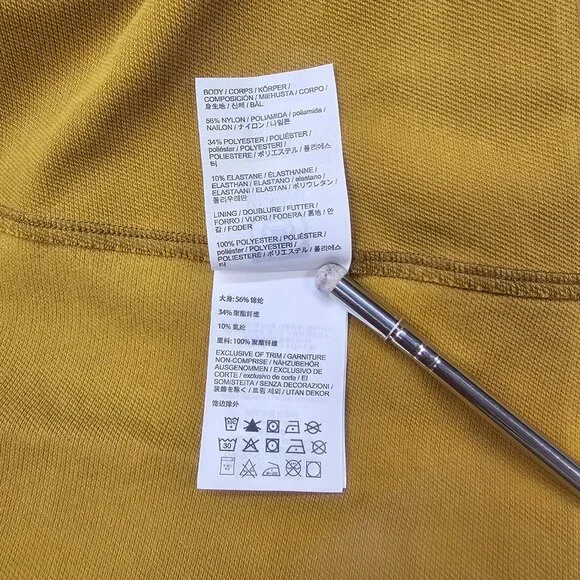 BODY / CORPS / KÖRPER /
COMPOSICIÓN / MIEHUSTA / CORPO /
身生地 / 신체 / BÅL
56% NYLON / POLIAMIDA / poliamida /
NAILON / ナイロン / 나일론
34% POLYESTER / POLIÉSTER /
poliéster / POLYESTERI /
POLIESTERE / ポリエステル / 폴리에스
터
10% ELASTANE / ÉLASTHANNE /
ELASTHAN / ELASTANO / elastano /
ELASTAANI / ELASTAN / ポリウレタン /
폴리우레탄
LINING / DOUBLURE / FUTTER /
FORRO / VUORI / FODERA / 裏地 / 안
감 / FODER
100% POLYESTER / POLIÉSTER /
poliéster / POLYESTERI /
POLIESTERE / ポリエステル / 폴리에스
터
大身: 56% 锦纶
34% 聚酯纤维
10% 氨纶
里料: 100% 聚酯纤维
EXCLUSIVE OF TRIM / GARNITURE
NON-COMPRISE / NÄHZUBEHÖR
AUSGENOMMEN / EXCLUSIVO DE
CORTE / exclusivo de corte / EI
SOMISTEITA / SENZA DECORAZIONI /
装飾を除く / 트림 제외 / UTAN DEKOR
饰边除外
30